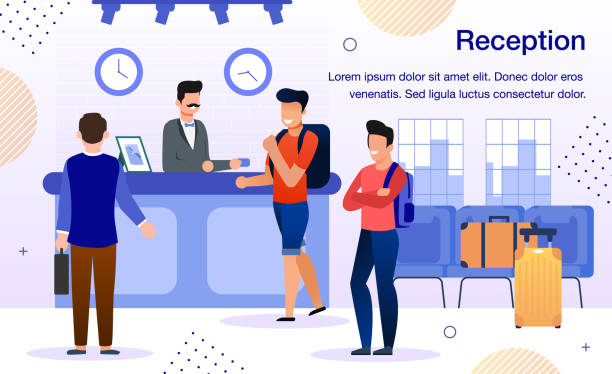 Reception
Lorem ipsum dolor sit amet elit. Donec dolor eros
venenatis. Sed ligula luctus consectetur dolor.